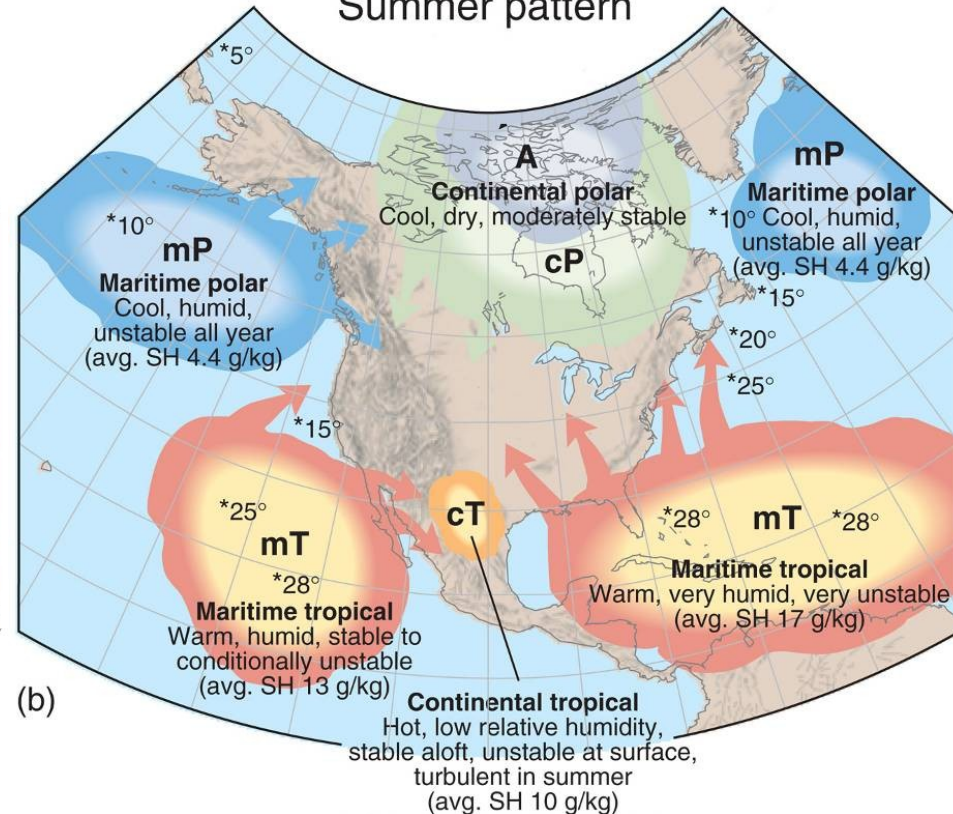 Summer pattern
*5°
A
Continental polar
Cool, dry, moderately stable
cP
mP
Maritime polar
*10° Cool, humid,
unstable all year
(avg. SH 4.4 g/kg)
*10°
mP
Maritime polar
Cool, humid,
unstable all year
(avg. SH 4.4 g/kg)
*15°
*20°
*25°
*15°
*25°
mT
*28°
Maritime tropical
Warm, humid, stable to
conditionally unstable
(avg. SH 13 g/kg)
cT
*28°
mT
*28°
Maritime tropical
Warm, very humid, very unstable
(avg. SH 17 g/kg)
(b)
Continental tropical
Hot, low relative humidity,
stable aloft, unstable at surface,
turbulent in summer
(avg. SH 10 g/kg)